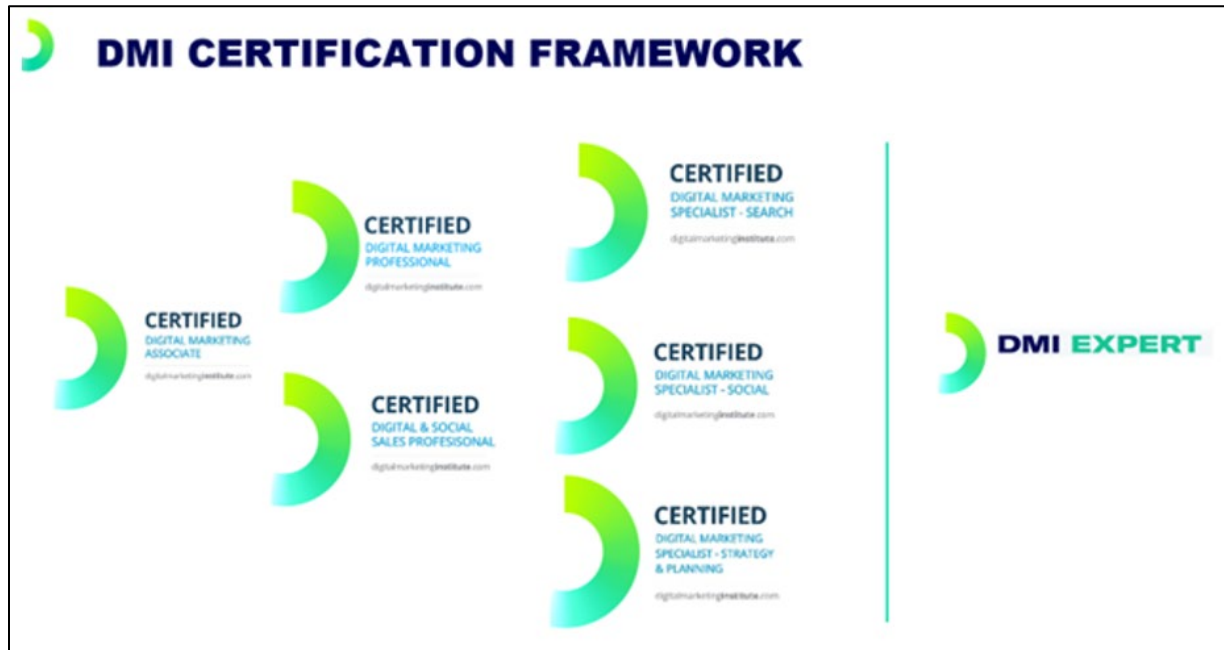 DMI CERTIFICATION FRAMEWORK
CERTIFIED
DIGITAL MARKETING
ASSOCIATE
digitalmarketinginstitute.com
CERTIFIED
DIGITAL MARKETING
PROFESSIONAL
digitalmarketinginstitute.com
CERTIFIED
DIGITAL & SOCIAL
SALES PROFESISONAL
digitalmarketinginstitute.com
CERTIFIED
DIGITAL MARKETING
SPECIALIST - SEARCH
digitalmarketinginstitute.com
CERTIFIED
DIGITAL MARKETING
SPECIALIST - SOCIAL
digitalmarketinginstitute.com
CERTIFIED
DIGITAL MARKETING
SPECIALIST - STRATEGY
& PLANNING
digitalmarketinginstitute.com
DMI EXPERT